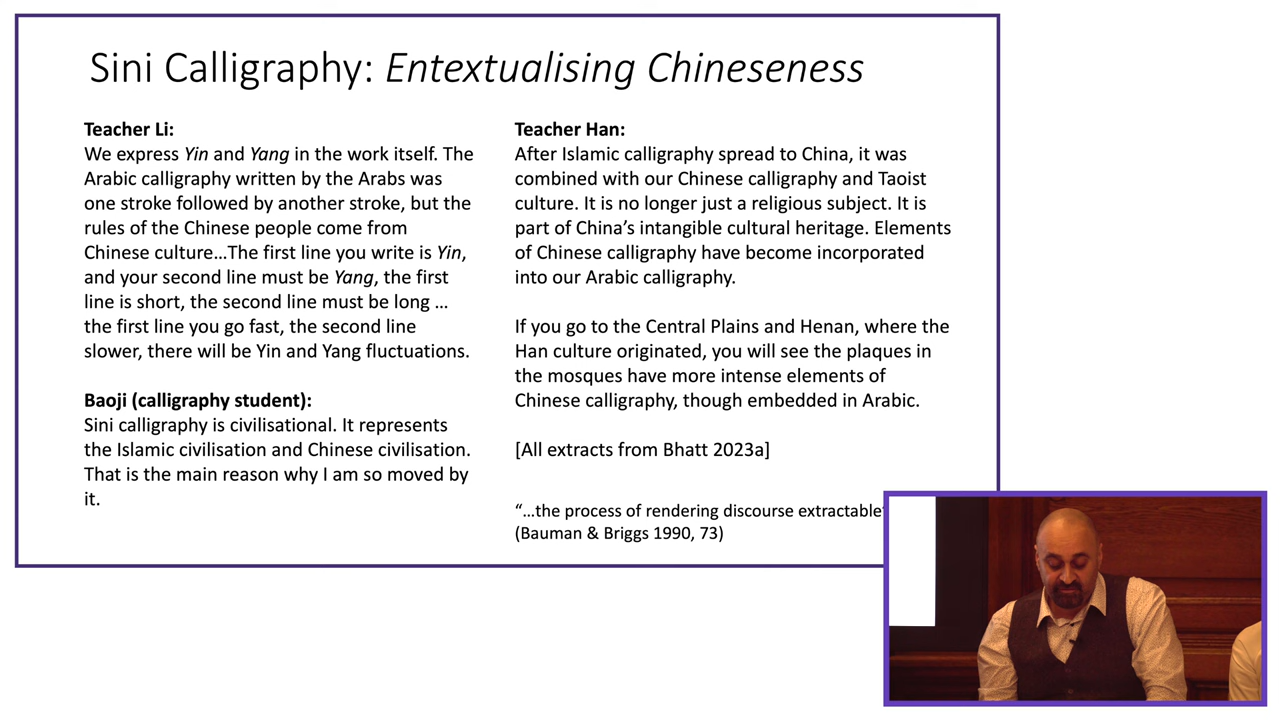 Sini Calligraphy: Entextualising Chineseness
Teacher Li:
We express Yin and Yang in the work itself. The
Arabic calligraphy written by the Arabs was
one stroke followed by another stroke, but the
rules of the Chinese people come from
Chinese culture…The first line you write is Yin,
and your second line must be Yang, the first
line is short, the second line must be long …
the first line you go fast, the second line
slower, there will be Yin and Yang fluctuations.
Baoji (calligraphy student):
Sini calligraphy is civilisational. It represents
the Islamic civilisation and Chinese civilisation.
That is the main reason why I am so moved by
it.
Teacher Han:
After Islamic calligraphy spread to China, it was
combined with our Chinese calligraphy and Taoist
culture. It is no longer just a religious subject. It is
part of China’s intangible cultural heritage. Elements
of Chinese calligraphy have become incorporated
into our Arabic calligraphy.
If you go to the Central Plains and Henan, where the
Han culture originated, you will see the plaques in
the mosques have more intense elements of
Chinese calligraphy, though embedded in Arabic.
[All extracts from Bhatt 2023a]
“…the process of rendering discourse extractable”
(Bauman & Briggs 1990, 73)